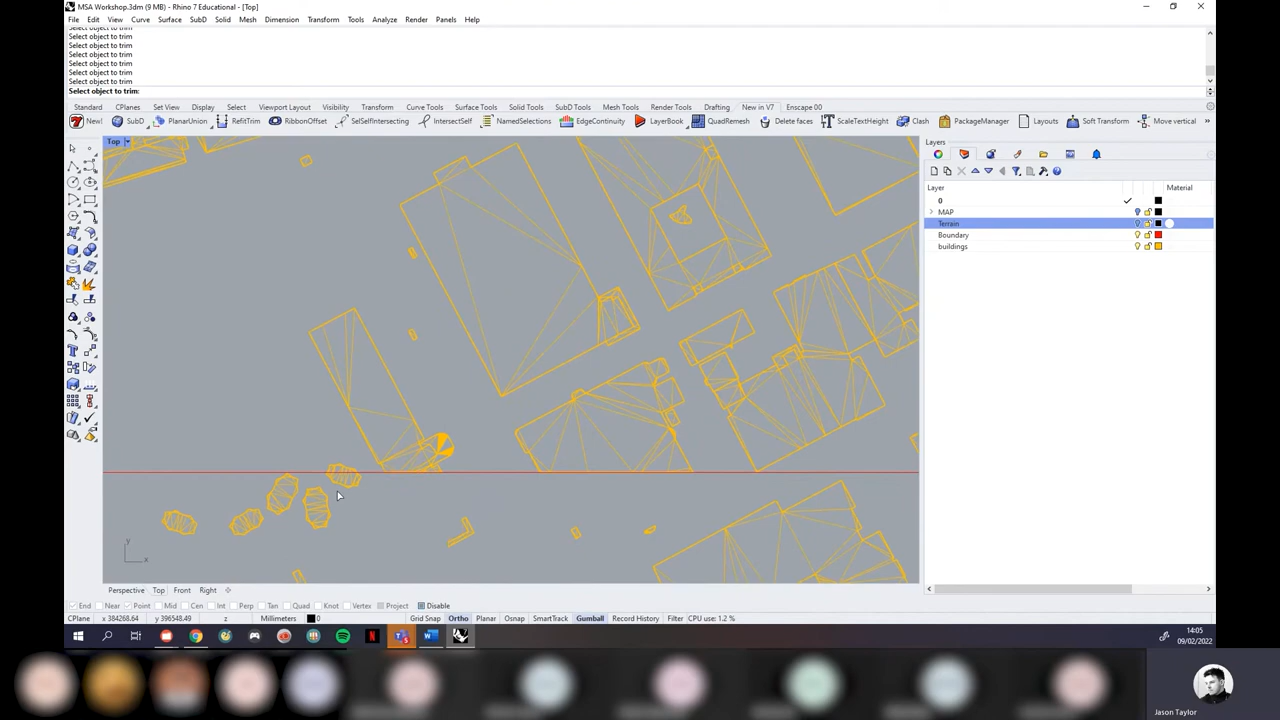 MSA Workshop.3dm (9 MB) - Rhino 7 Educational - [Top]
File Edit View Curve Surface SubD Solid Mesh Dimension Transform Tools Analyze Render Panels Help
Select object to trim
Select object to trim
Select object to trim
Select object to trim
Select object to trim
Select object to trim
Select object to trim
Select object to trim:
Standard CPlanes Set View Display Select Viewport Layout Visibility Transform Curve Tools Surface Tools Solid Tools SubD Tools Mesh Tools Render Tools Drafting New in V7 Enscape 00
New! SubD PlanarUnion RefitTrim RibbonOffset SelSelfIntersecting IntersectSelf NamedSelections EdgeContinuity LayerBook QuadRemesh Delete faces ScaleTextHeight Clash PackageManager Layouts Soft Transform Move vertical »
Top
Layers
Layer Material
0
MAP
Terrain
Boundary
buildings
y
x
Perspective Top Front Right
End Near Point Mid Cen Int Perp Tan Quad Knot Vertex Project Disable
CPlane x 384268.64 y 396548.49 z Millimeters 0 Grid Snap Ortho Planar Osnap SmartTrack Gumball Record History Filter CPU use: 1.2 %
14:05
09/02/2022
Jason Taylor